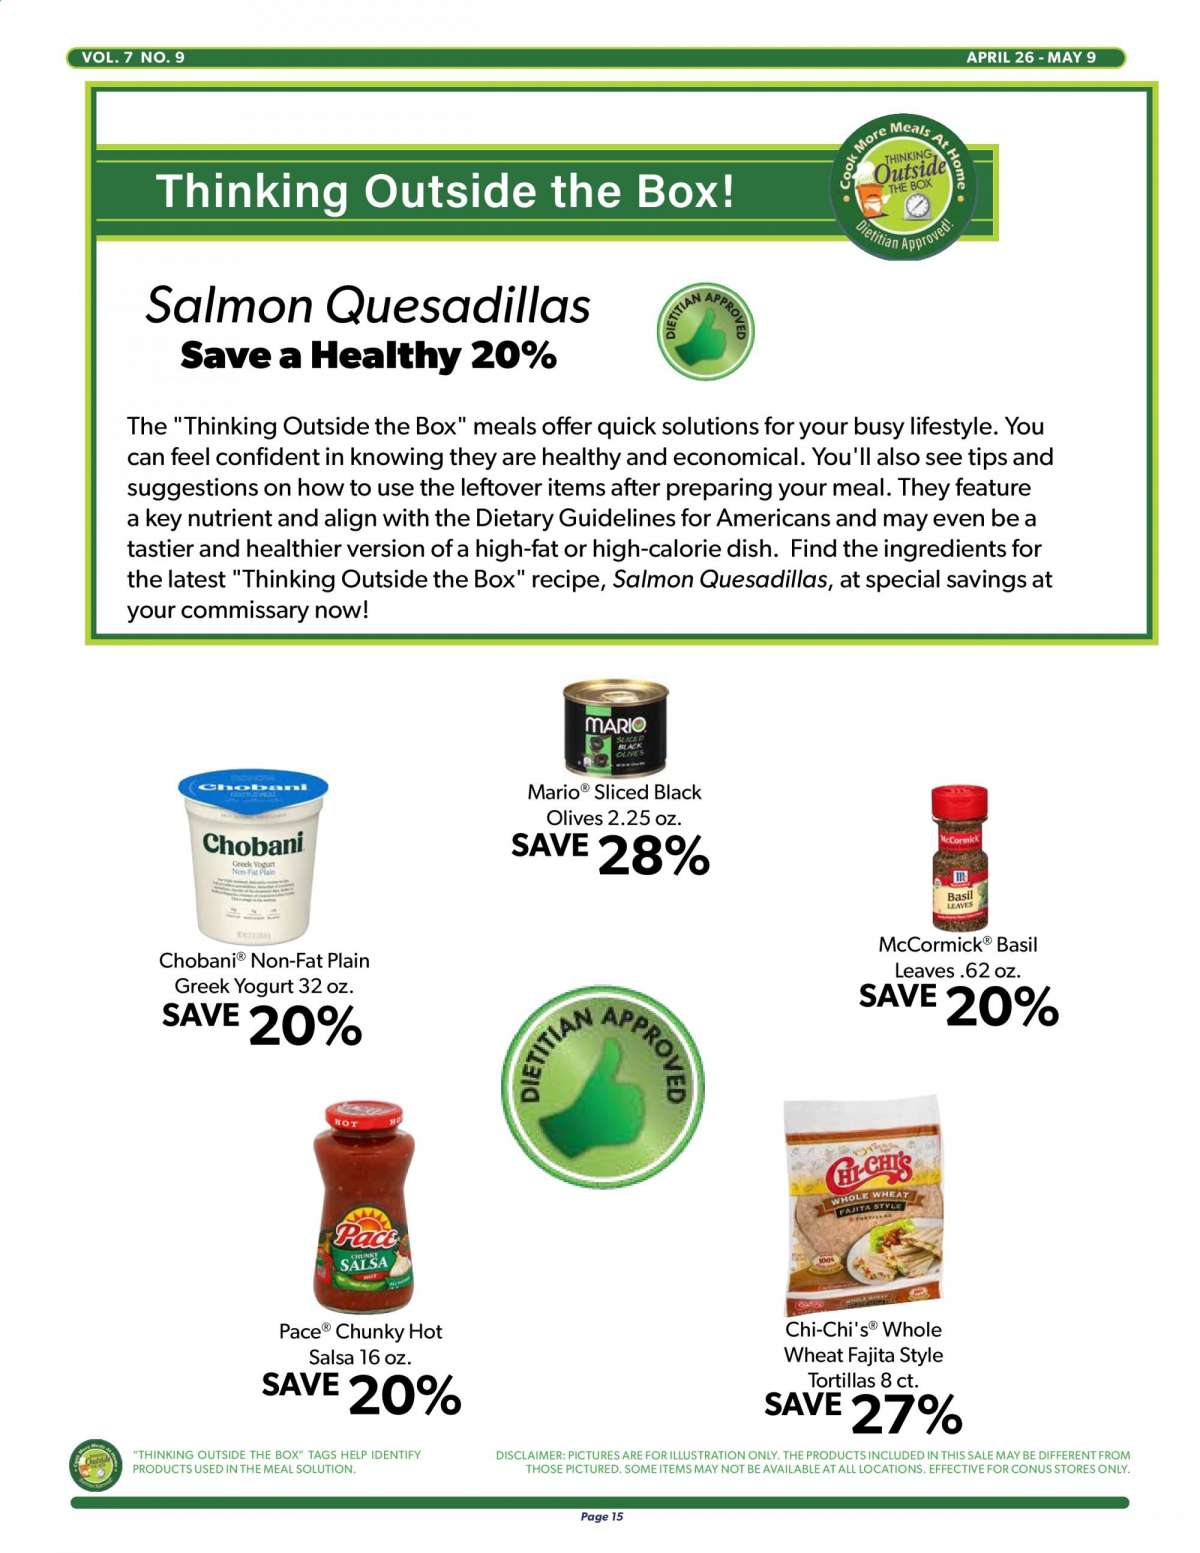 VOL. 7 NO. 9
APRIL 26 - MAY 9
Thinking Outside the Box!
Cook More Meals At Home
THINKING
Outside
THE BOX
Dietitian Approved!
Salmon Quesadillas
Save a Healthy 20%
DIETITIAN APPROVED
The "Thinking Outside the Box" meals offer quick solutions for your busy lifestyle. You
can feel confident in knowing they are healthy and economical. You'll also see tips and
suggestions on how to use the leftover items after preparing your meal. They feature
a key nutrient and align with the Dietary Guidelines for Americans and may even be a
tastier and healthier version of a high-fat or high-calorie dish. Find the ingredients for
the latest "Thinking Outside the Box" recipe, Salmon Quesadillas, at special savings at
your commissary now!
MARIO
SLICED
BLACK
OLIVES
Mario® Sliced Black
Olives 2.25 oz.
SAVE 28%
Chobani
Chobani
Greek Yogurt
Non-Fat Plain
Chobani® Non-Fat Plain
Greek Yogurt 32 oz.
SAVE 20%
McCormick
Basil
LEAVES
McCormick® Basil
Leaves .62 oz.
SAVE 20%
DIETITIAN APPROVED
HOT
Pace
CHUNKY
SALSA
HOT
Pace® Chunky Hot
Salsa 16 oz.
SAVE 20%
CHI-CHI'S
WHOLE WHEAT
FAJITA STYLE
TORTILLAS
100%
WHOLE WHEAT
Chi-Chi's® Whole
Wheat Fajita Style
Tortillas 8 ct.
SAVE 27%
"THINKING OUTSIDE THE BOX" TAGS HELP IDENTIFY
PRODUCTS USED IN THE MEAL SOLUTION.
DISCLAIMER: PICTURES ARE FOR ILLUSTRATION ONLY. THE PRODUCTS INCLUDED IN THIS SALE MAY BE DIFFERENT FROM
THOSE PICTURED. SOME ITEMS MAY NOT BE AVAILABLE AT ALL LOCATIONS. EFFECTIVE FOR CONUS STORES ONLY.
Page 15